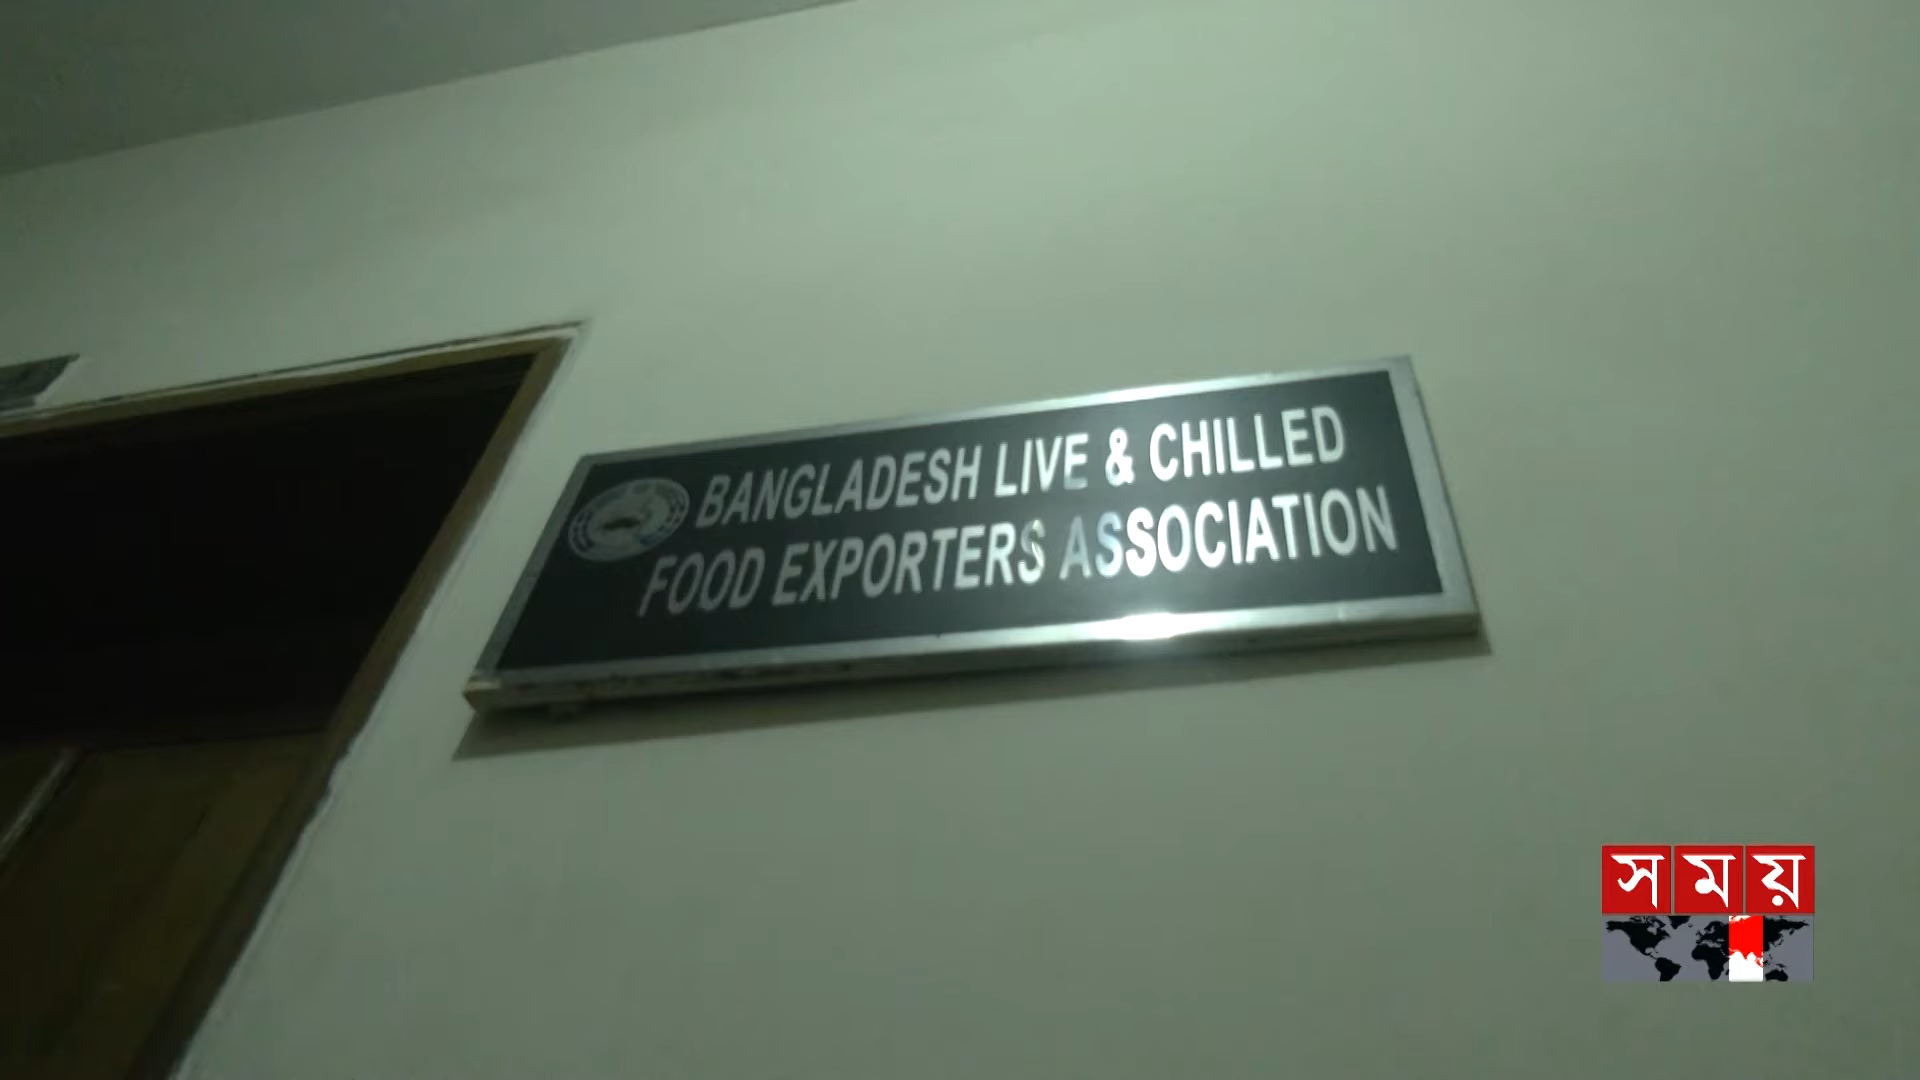 BANGLADESH LIVE & CHILLED
FOOD EXPORTERS ASSOCIATION
সময়